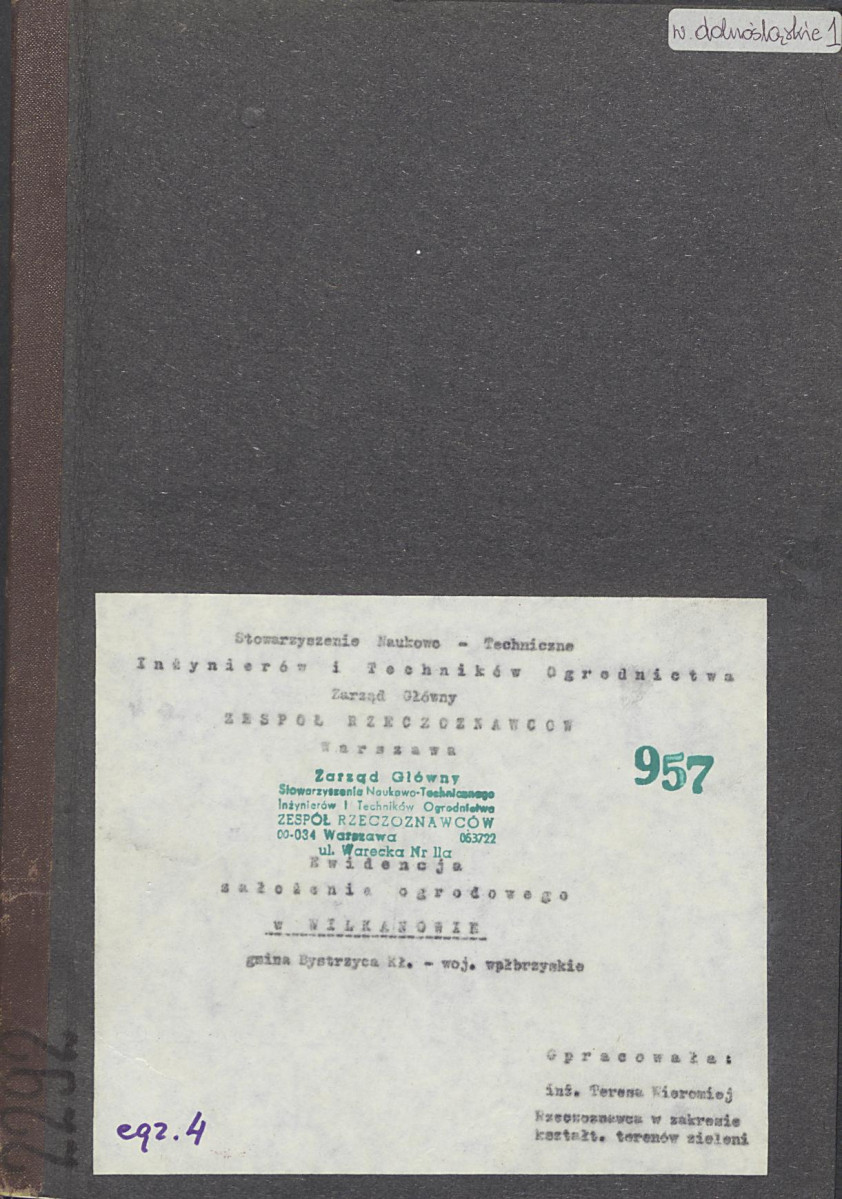 w. dolnośląskie 1
Stowarzyszenie Naukowo - Techniczne
Inżynierów i Techników Ogrodnictwa
Zarząd Główny
ZESPÓŁ RZECZOZNAWCÓW
Warszawa
957
Zarząd Główny
Stowarzyszenia Naukowo-Technicznego
Inżynierów i Techników Ogrodnictwa
ZESPÓŁ RZECZOZNAWCÓW
00-034 Warszawa 063722
ul. Warecka Nr 11a
Ewidencja
założenia ogrodowego
w WILKANOWIE
gmina Bystrzyca Kł. - woj. wpłbrzyskie
Opracowała:
inż. Teresa
Rzeczoznawca w zakresie
kształt. terenów zieleni
egz. 4